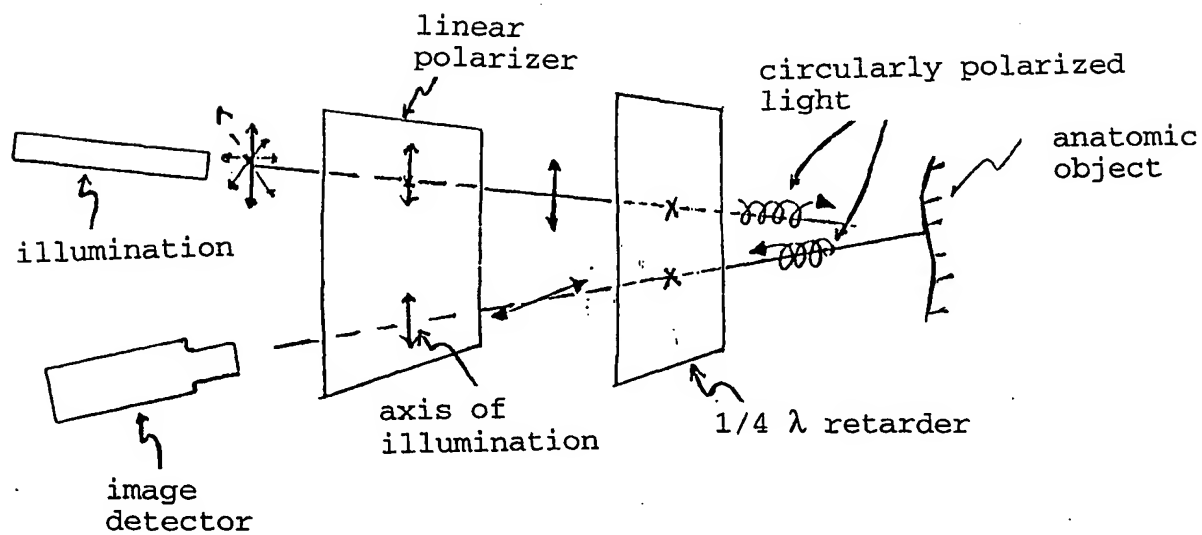 linear
polarizer
circularly polarized
light
anatomic
object
illumination
axis of
illumination
1/4 λ retarder
image
detector